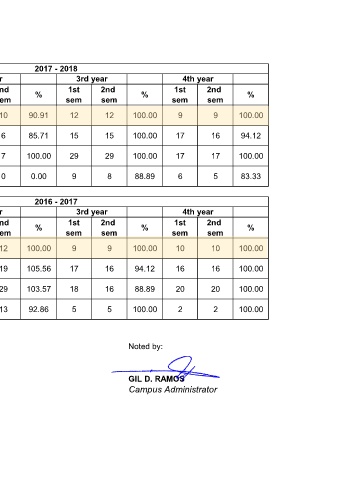 2017 - 2018
r 3rd year 4th year
nd sem % 1st sem 2nd sem % 1st sem 2nd sem %
10 90.91 12 12 100.00 9 9 100.00
6 85.71 15 15 100.00 17 16 94.12
7 100.00 29 29 100.00 17 17 100.00
0 0.00 9 8 88.89 6 5 83.33
2016 - 2017
r 3rd year 4th year
nd sem % 1st sem 2nd sem % 1st sem 2nd sem %
12 100.00 9 9 100.00 10 10 100.00
19 105.56 17 16 94.12 16 16 100.00
29 103.57 18 16 88.89 20 20 100.00
13 92.86 5 5 100.00 2 2 100.00
Noted by:
GIL D. RAMOS
Campus Administrator